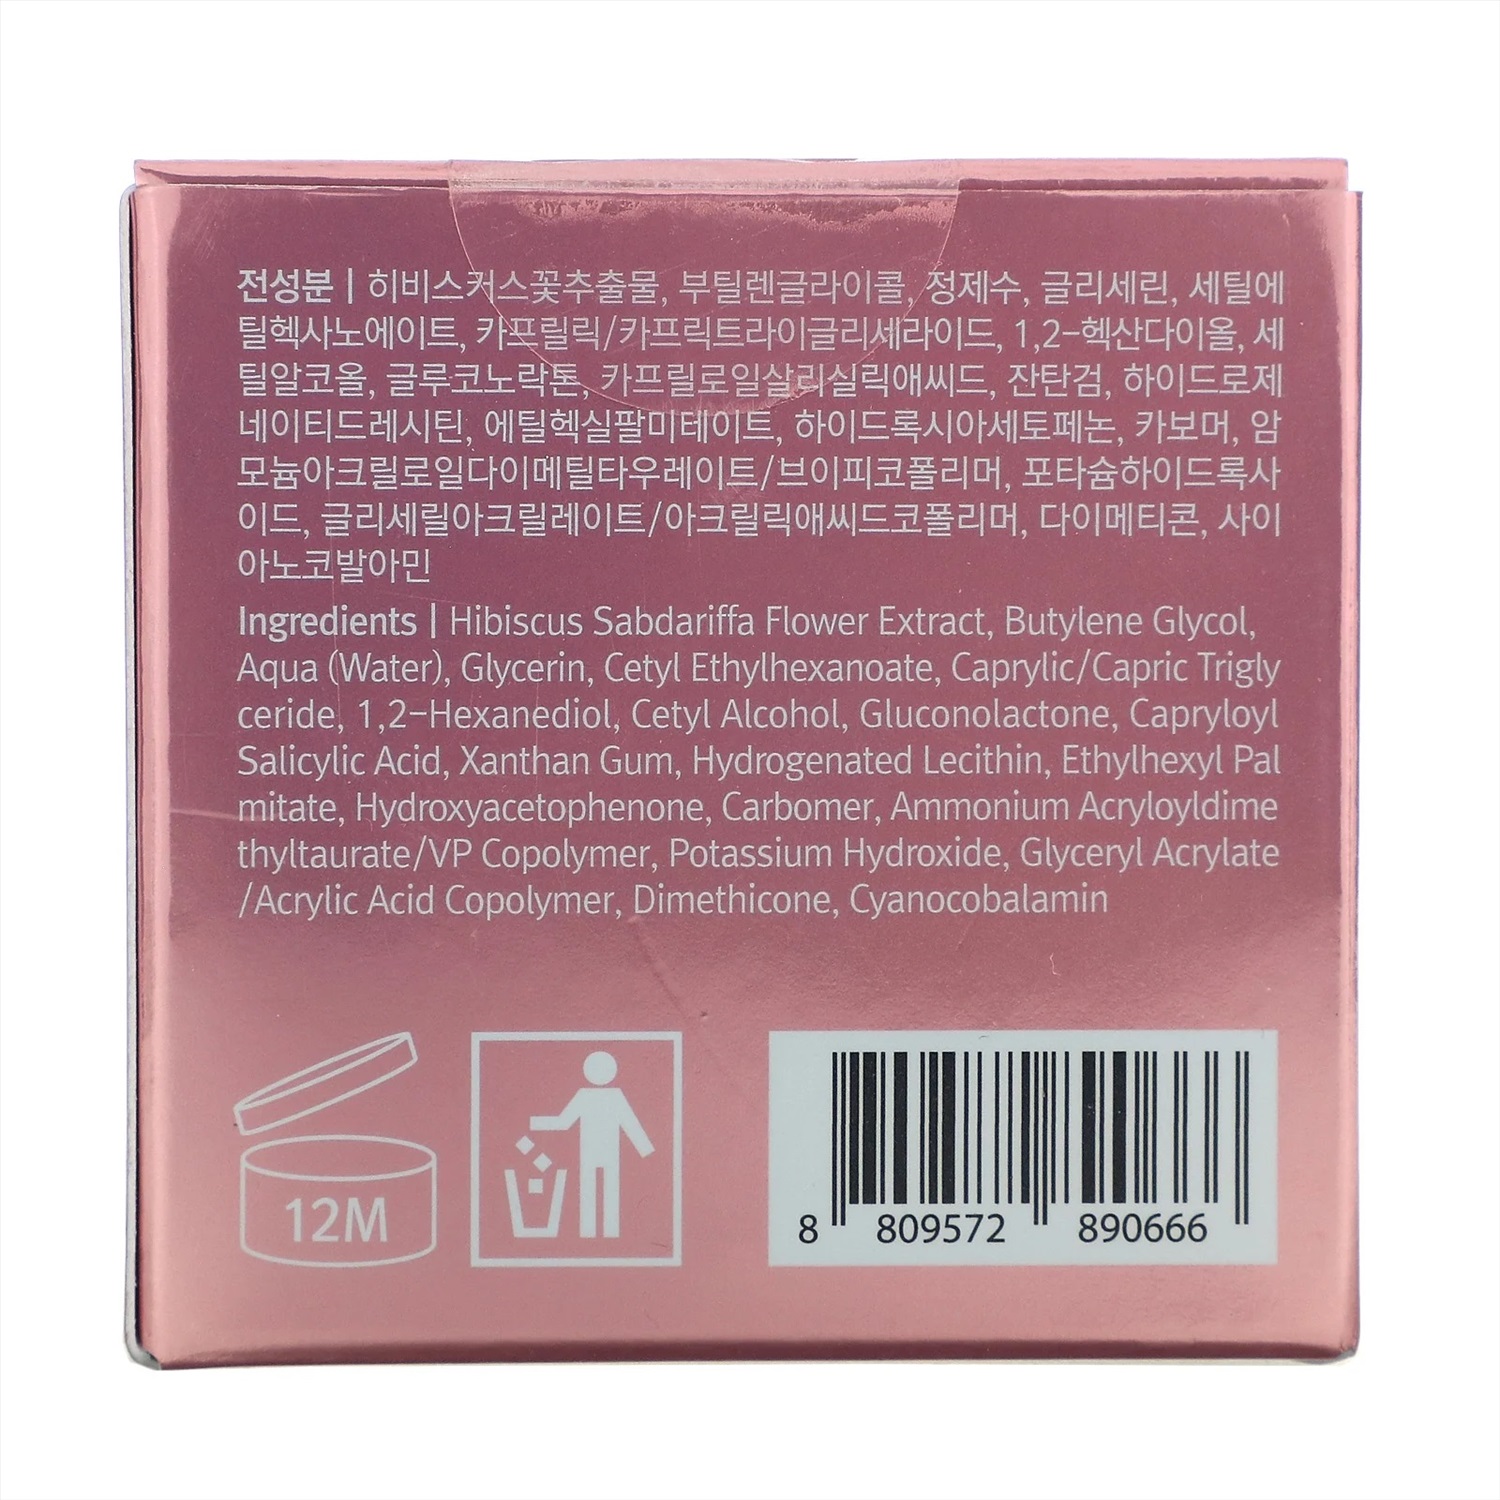 전성분 | 히비스커스꽃추출물, 부틸렌글라이콜, 정제수, 글리세린, 세틸에
틸헥사노에이트, 카프릴릭/카프릭트라이글리세라이드, 1,2-헥산다이올, 세
틸알코올, 글루코노락톤, 카프릴로일살리실릭애씨드, 잔탄검, 하이드로제
네이티드레시틴, 에틸헥실팔미테이트, 하이드록시아세토페논, 카보머, 암
모늄아크릴로일다이메틸타우레이트/브이피코폴리머, 포타슘하이드록사
이드, 글리세릴아크릴레이트/아크릴릭애씨드코폴리머, 다이메티콘, 사이
아노코발아민
Ingredients | Hibiscus Sabdariffa Flower Extract, Butylene Glycol,
Aqua (Water), Glycerin, Cetyl Ethylhexanoate, Caprylic/Capric Trigly
ceride, 1,2-Hexanediol, Cetyl Alcohol, Gluconolactone, Capryloyl
Salicylic Acid, Xanthan Gum, Hydrogenated Lecithin, Ethylhexyl Pal
mitate, Hydroxyacetophenone, Carbomer, Ammonium Acryloyldime
thyltaurate/VP Copolymer, Potassium Hydroxide, Glyceryl Acrylate
/Acrylic Acid Copolymer, Dimethicone, Cyanocobalamin
12M
8 809572 890666